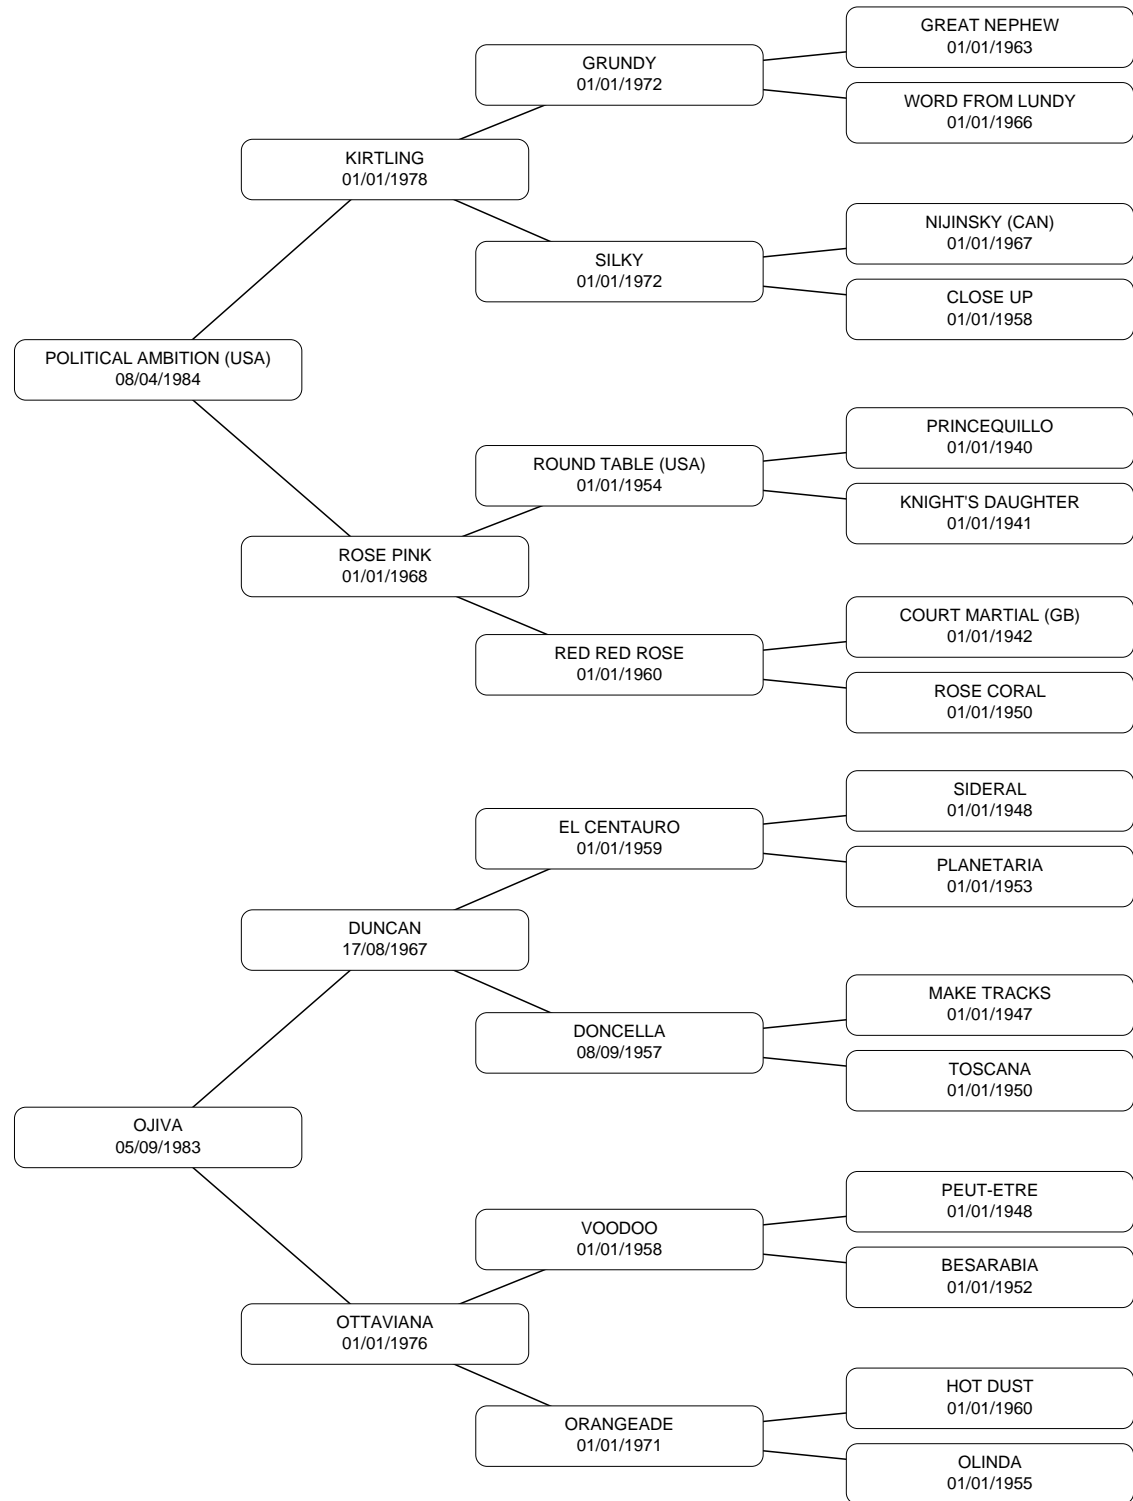 GREAT NEPHEW
01/01/1963
GRUNDY
01/01/1972
WORD FROM LUNDY
01/01/1966
KIRTLING
01/01/1978
NIJINSKY (CAN)
01/01/1967
SILKY
01/01/1972
CLOSE UP
01/01/1958
POLITICAL AMBITION (USA)
08/04/1984
PRINCEQUILLO
01/01/1940
ROUND TABLE (USA)
01/01/1954
KNIGHT'S DAUGHTER
01/01/1941
ROSE PINK
01/01/1968
COURT MARTIAL (GB)
01/01/1942
RED RED ROSE
01/01/1960
ROSE CORAL
01/01/1950
SIDERAL
01/01/1948
EL CENTAURO
01/01/1959
PLANETARIA
01/01/1953
DUNCAN
17/08/1967
MAKE TRACKS
01/01/1947
DONCELLA
08/09/1957
TOSCANA
01/01/1950
OJIVA
05/09/1983
PEUT-ETRE
01/01/1948
VOODOO
01/01/1958
BESARABIA
01/01/1952
OTTAVIANA
01/01/1976
HOT DUST
01/01/1960
ORANGEADE
01/01/1971
OLINDA
01/01/1955